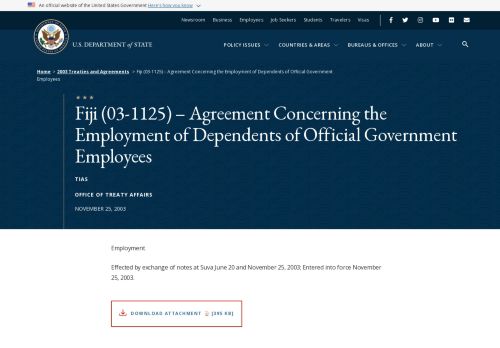 An official website of the United States Government Here's how you know
Newsroom Business Employees Job Seekers Students Travelers Visas
U.S. DEPARTMENT of STATE
POLICY ISSUES COUNTRIES & AREAS BUREAUS & OFFICES ABOUT
Home > 2003 Treaties and Agreements > Fiji (03-1125) – Agreement Concerning the Employment of Dependents of Official Government
Employees
Fiji (03-1125) – Agreement Concerning the
Employment of Dependents of Official Government
Employees
TIAS
OFFICE OF TREATY AFFAIRS
NOVEMBER 25, 2003
Employment
Effected by exchange of notes at Suva June 20 and November 25, 2003; Entered into force November
25, 2003.
DOWNLOAD ATTACHMENT [395 KB]